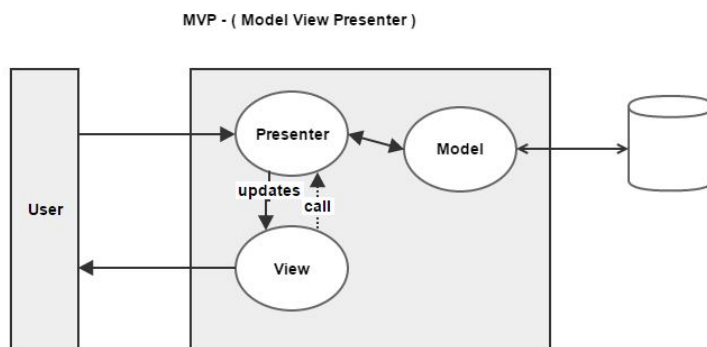 MVP - ( Model View Presenter )
Presenter
Model
updates
call
User
View